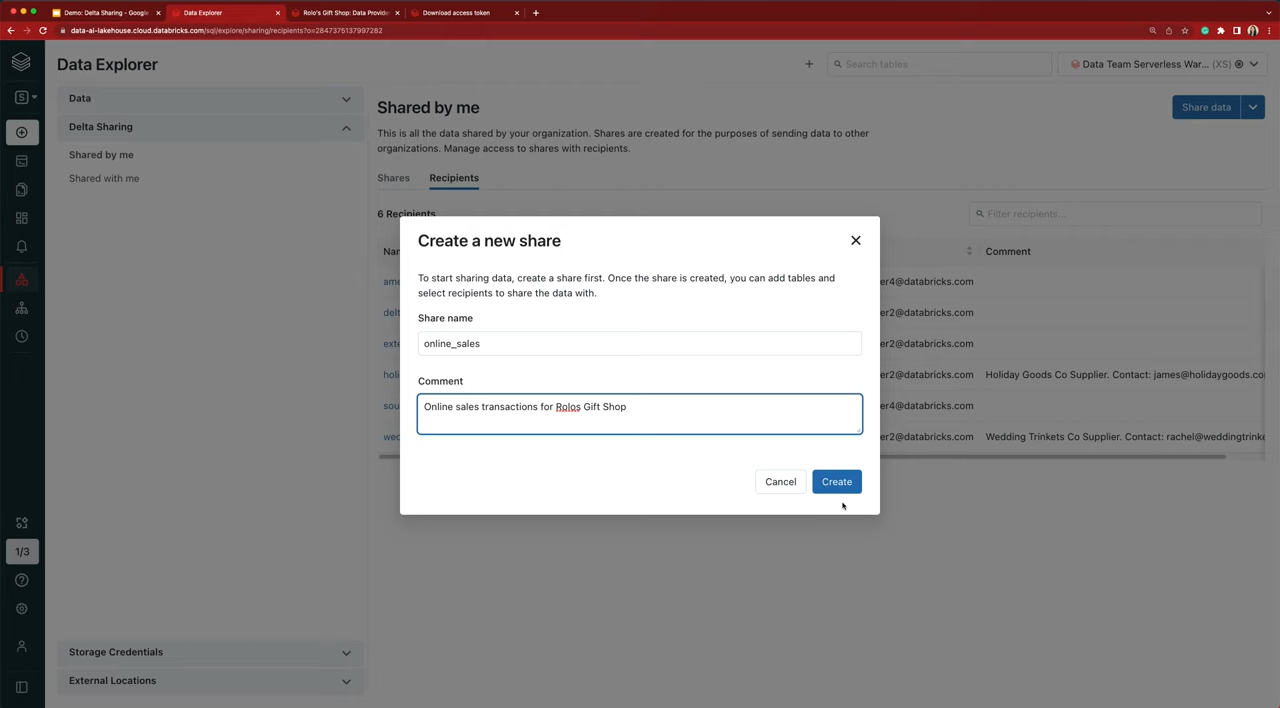 Demo: Delta Sharing - Google
Data Explorer
Rolo's Gift Shop: Data Provide
Download access token
data-ai-lakehouse.cloud.databricks.com/sql/explore/sharing/recipients?o=2847375137997282
Data Explorer
Search tables
Data Team Serverless War... (XS)
S
Data
Delta Sharing
Shared by me
Shared with me
Shared by me
Share data
This is all the data shared by your organization. Shares are created for the purposes of sending data to other
organizations. Manage access to shares with recipients.
Shares
Recipients
6 Recipients
Filter recipients...
Comment
er4@databricks.com
er2@databricks.com
er2@databricks.com
er2@databricks.com
Holiday Goods Co Supplier. Contact: james@holidaygoods.co
er4@databricks.com
er2@databricks.com
Wedding Trinkets Co Supplier. Contact: rachel@weddingtrinke
Create a new share
To start sharing data, create a share first. Once the share is created, you can add tables and
select recipients to share the data with.
Share name
online_sales
Comment
Online sales transactions for Rolos Gift Shop
Cancel
Create
1/3
Storage Credentials
External Locations